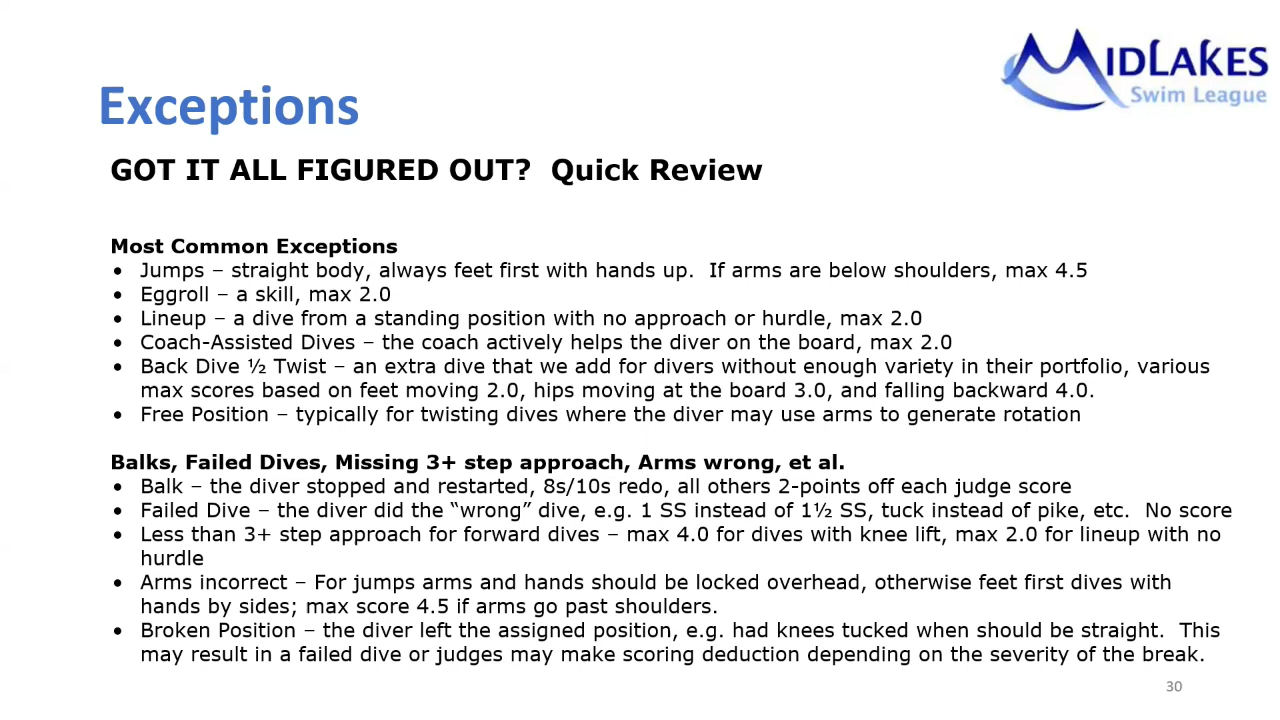 MIDLAKES
Swim League
Exceptions
GOT IT ALL FIGURED OUT?  Quick Review
Most Common Exceptions
• Jumps – straight body, always feet first with hands up.  If arms are below shoulders, max 4.5
• Eggroll – a skill, max 2.0
• Lineup – a dive from a standing position with no approach or hurdle, max 2.0
• Coach-Assisted Dives – the coach actively helps the diver on the board, max 2.0
• Back Dive ½ Twist – an extra dive that we add for divers without enough variety in their portfolio, various
max scores based on feet moving 2.0, hips moving at the board 3.0, and falling backward 4.0.
• Free Position – typically for twisting dives where the diver may use arms to generate rotation
Balks, Failed Dives, Missing 3+ step approach, Arms wrong, et al.
• Balk – the diver stopped and restarted, 8s/10s redo, all others 2-points off each judge score
• Failed Dive – the diver did the “wrong” dive, e.g. 1 SS instead of 1½ SS, tuck instead of pike, etc.  No score
• Less than 3+ step approach for forward dives – max 4.0 for dives with knee lift, max 2.0 for lineup with no
hurdle
• Arms incorrect – For jumps arms and hands should be locked overhead, otherwise feet first dives with
hands by sides; max score 4.5 if arms go past shoulders.
• Broken Position – the diver left the assigned position, e.g. had knees tucked when should be straight.  This
may result in a failed dive or judges may make scoring deduction depending on the severity of the break.
30